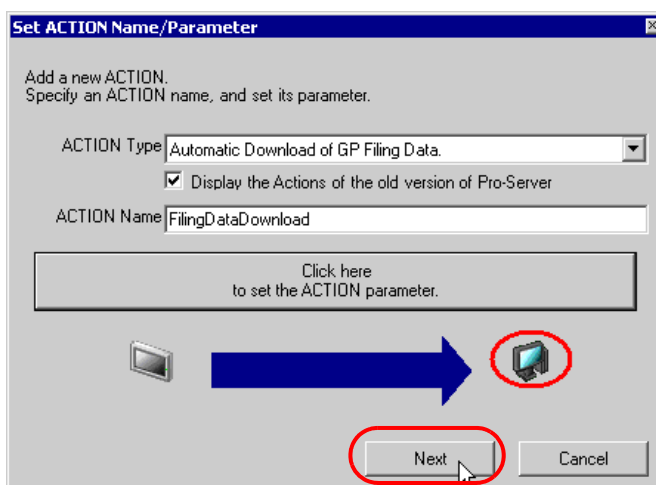 Set ACTION Name/Parameter
Add a new ACTION.
Specify an ACTION name, and set its parameter.
ACTION Type Automatic Download of GP Filing Data.
Display the Actions of the old version of Pro-Server
ACTION Name FilingDataDownload
Click here
to set the ACTION parameter.
Next Cancel